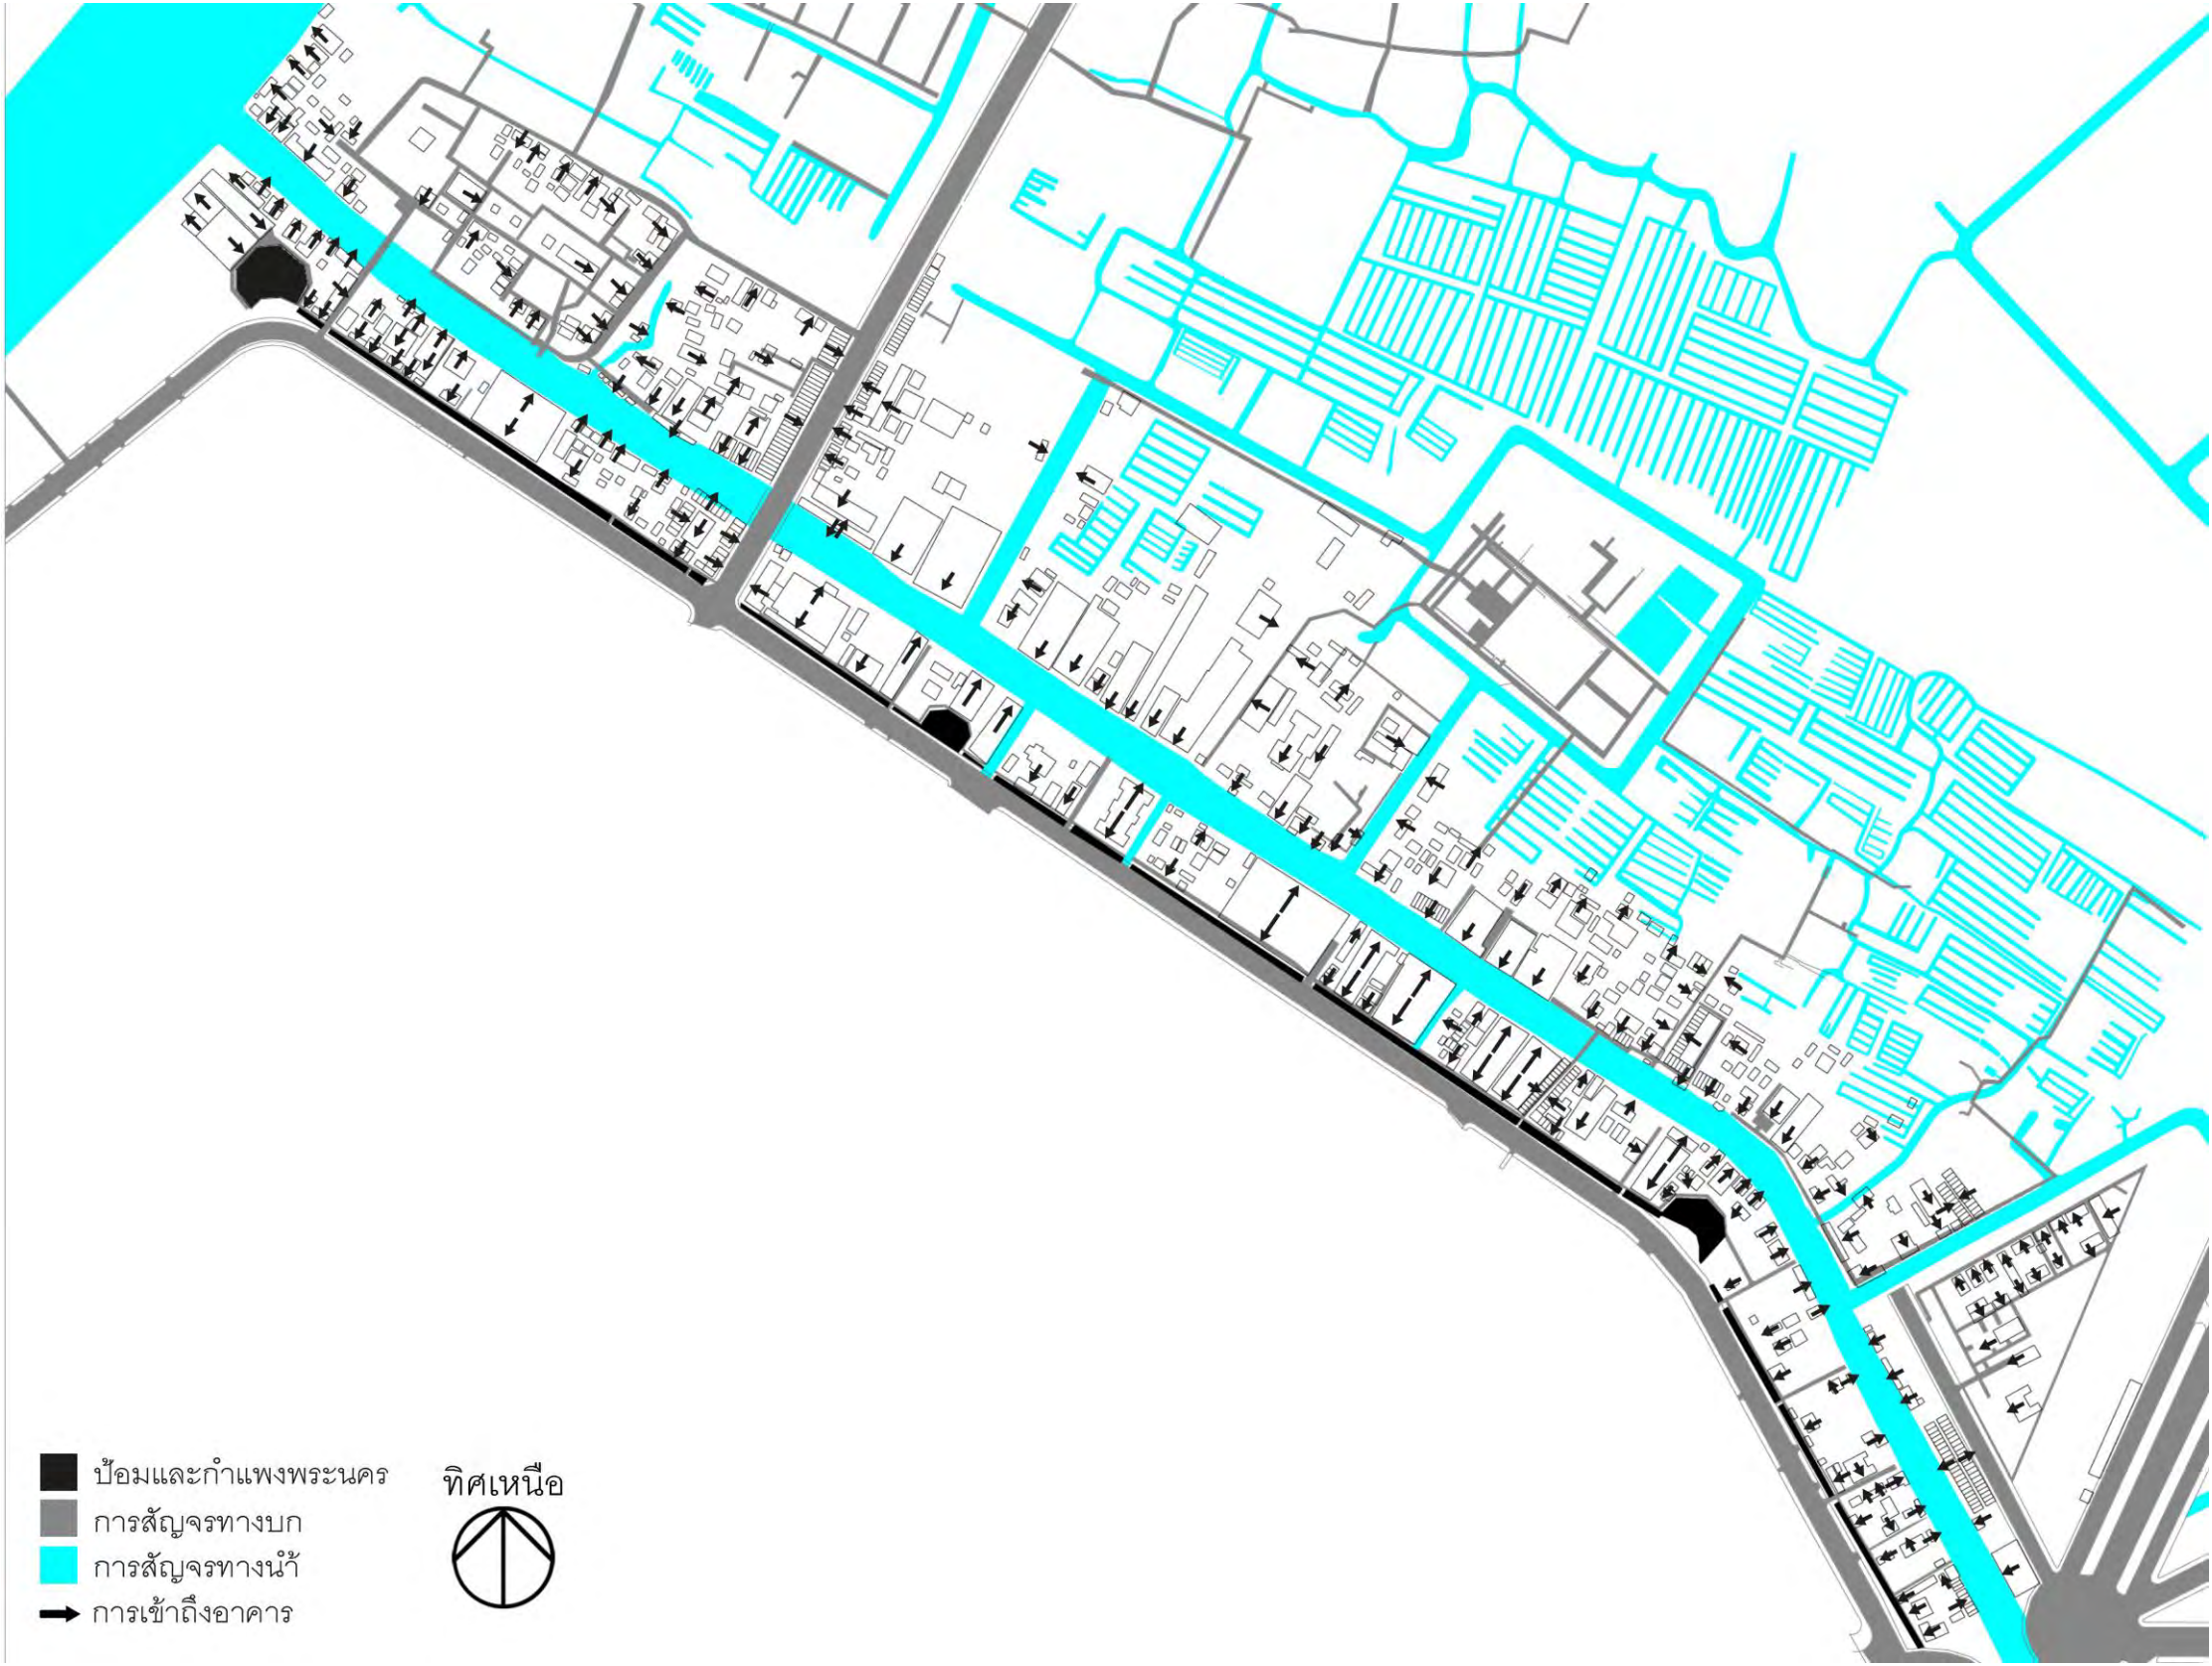 ป้อมและกำแพงพระนคร
การสัญจรทางบก
การสัญจรทางน้ำ
การเข้าถึงอาคาร
ทิศเหนือ